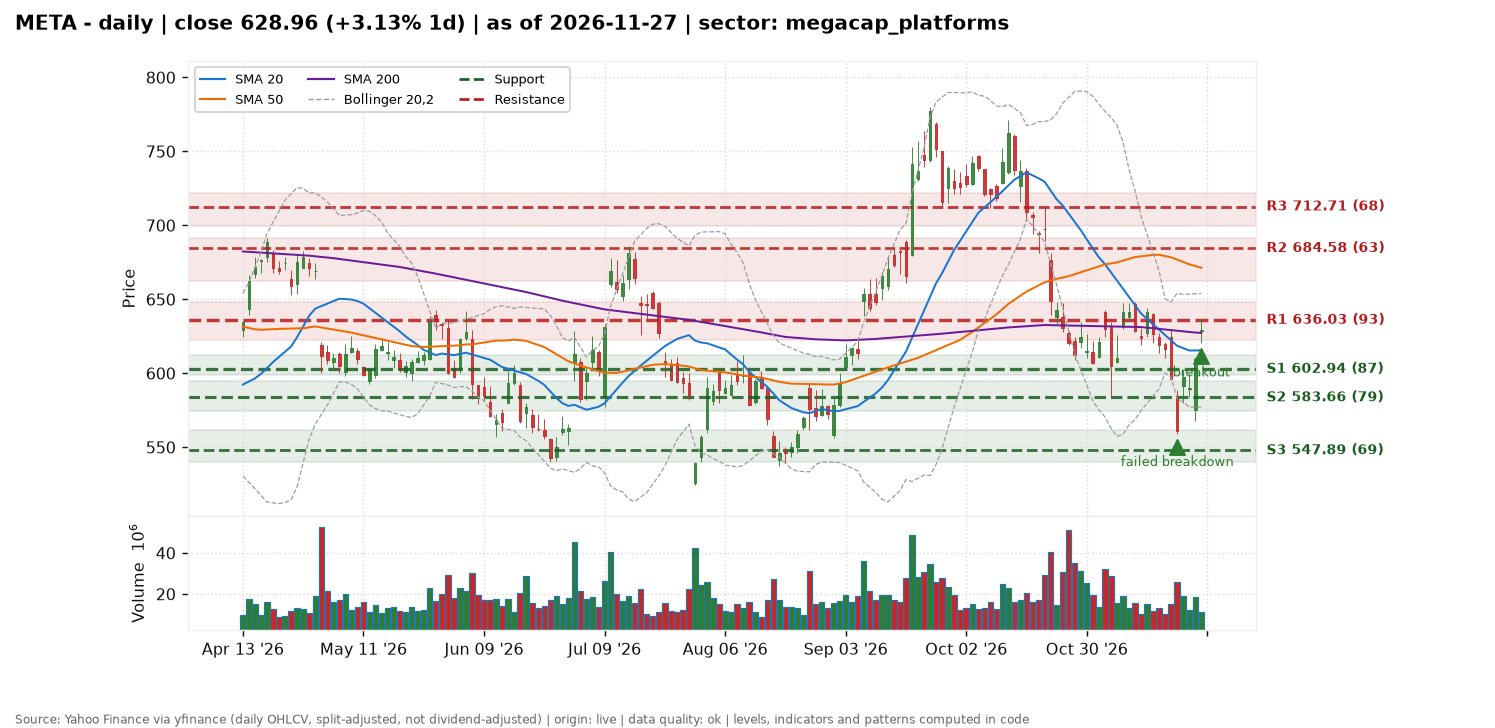 META - daily | close 628.96 (+3.13% 1d) | as of 2026-11-27 | sector: megacap_platforms
SMA 20
SMA 50
SMA 200
Bollinger 20,2
Support
Resistance
Price
800
750
700
650
600
550
R3 712.71 (68)
R2 684.58 (63)
R1 636.03 (93)
S1 602.94 (87)
S2 583.66 (79)
S3 547.89 (69)
breakout
failed breakdown
Volume 10⁶
40
20
Apr 13 '26
May 11 '26
Jun 09 '26
Jul 09 '26
Aug 06 '26
Sep 03 '26
Oct 02 '26
Oct 30 '26
Source: Yahoo Finance via yfinance (daily OHLCV, split-adjusted, not dividend-adjusted) | origin: live | data quality: ok | levels, indicators and patterns computed in code